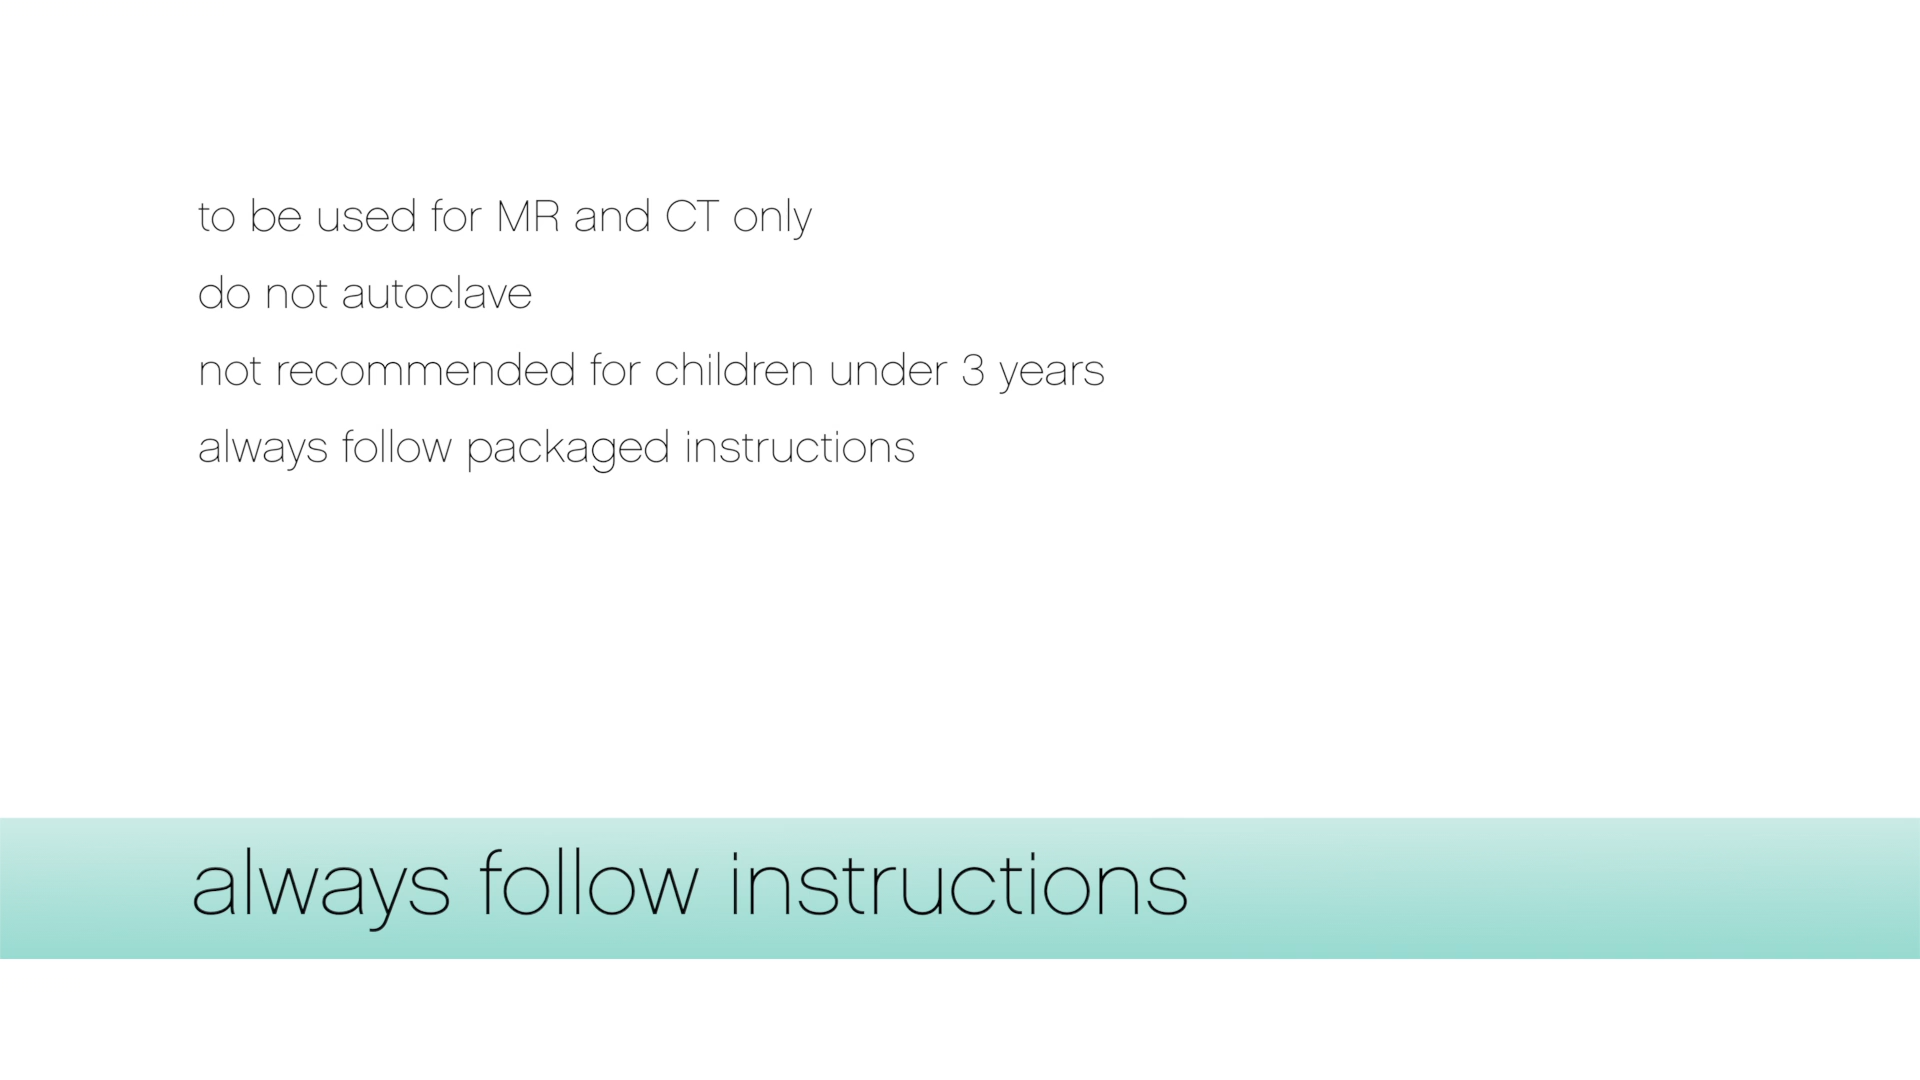 to be used for MR and CT only
do not autoclave
not recommended for children under 3 years
always follow packaged instructions
always follow instructions